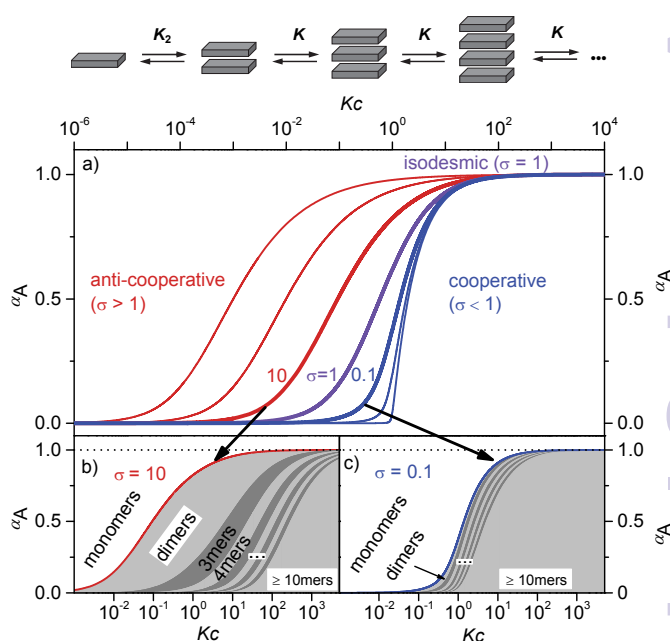 K₂ K K K
...
Kc
10⁻⁶ 10⁻⁴ 10⁻² 10⁰ 10² 10⁴
a) isodesmic (σ = 1)
1.0 1.0
anti-cooperative
(σ > 1)
cooperative
(σ < 1)
αA 0.5 0.5 αA
10 σ=1 0.1
0.0 0.0
b) σ = 10
c) σ = 0.1
1.0 1.0
monomers
dimers
3mers
4mers
...
≥ 10mers
monomers
dimers
...
≥ 10mers
αA 0.5 0.5 αA
0 0
10⁻² 10⁻¹ 10⁰ 10¹ 10² 10³ 10⁻² 10⁻¹ 10⁰ 10¹ 10² 10³
Kc Kc